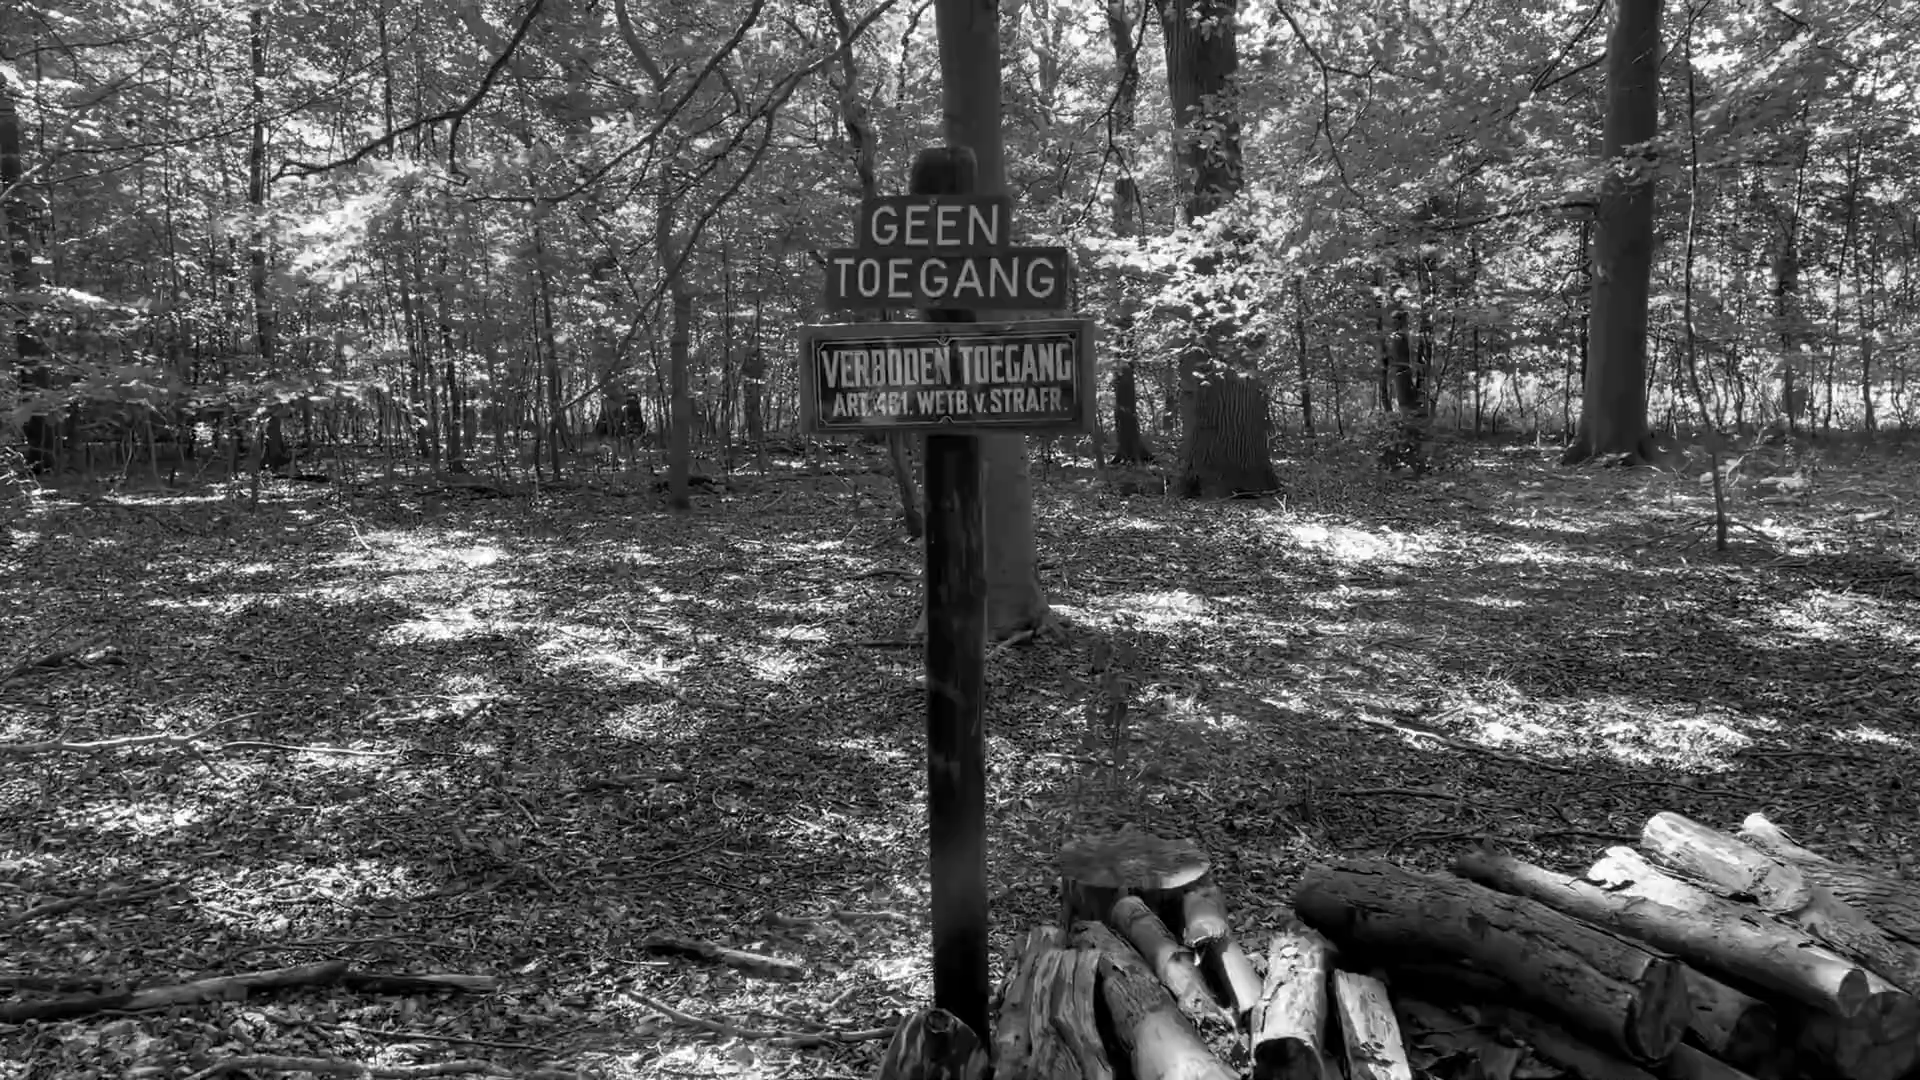 GEEN
TOEGANG
VERBODEN TOEGANG
ART. 461. WETB. v. STRAFR.